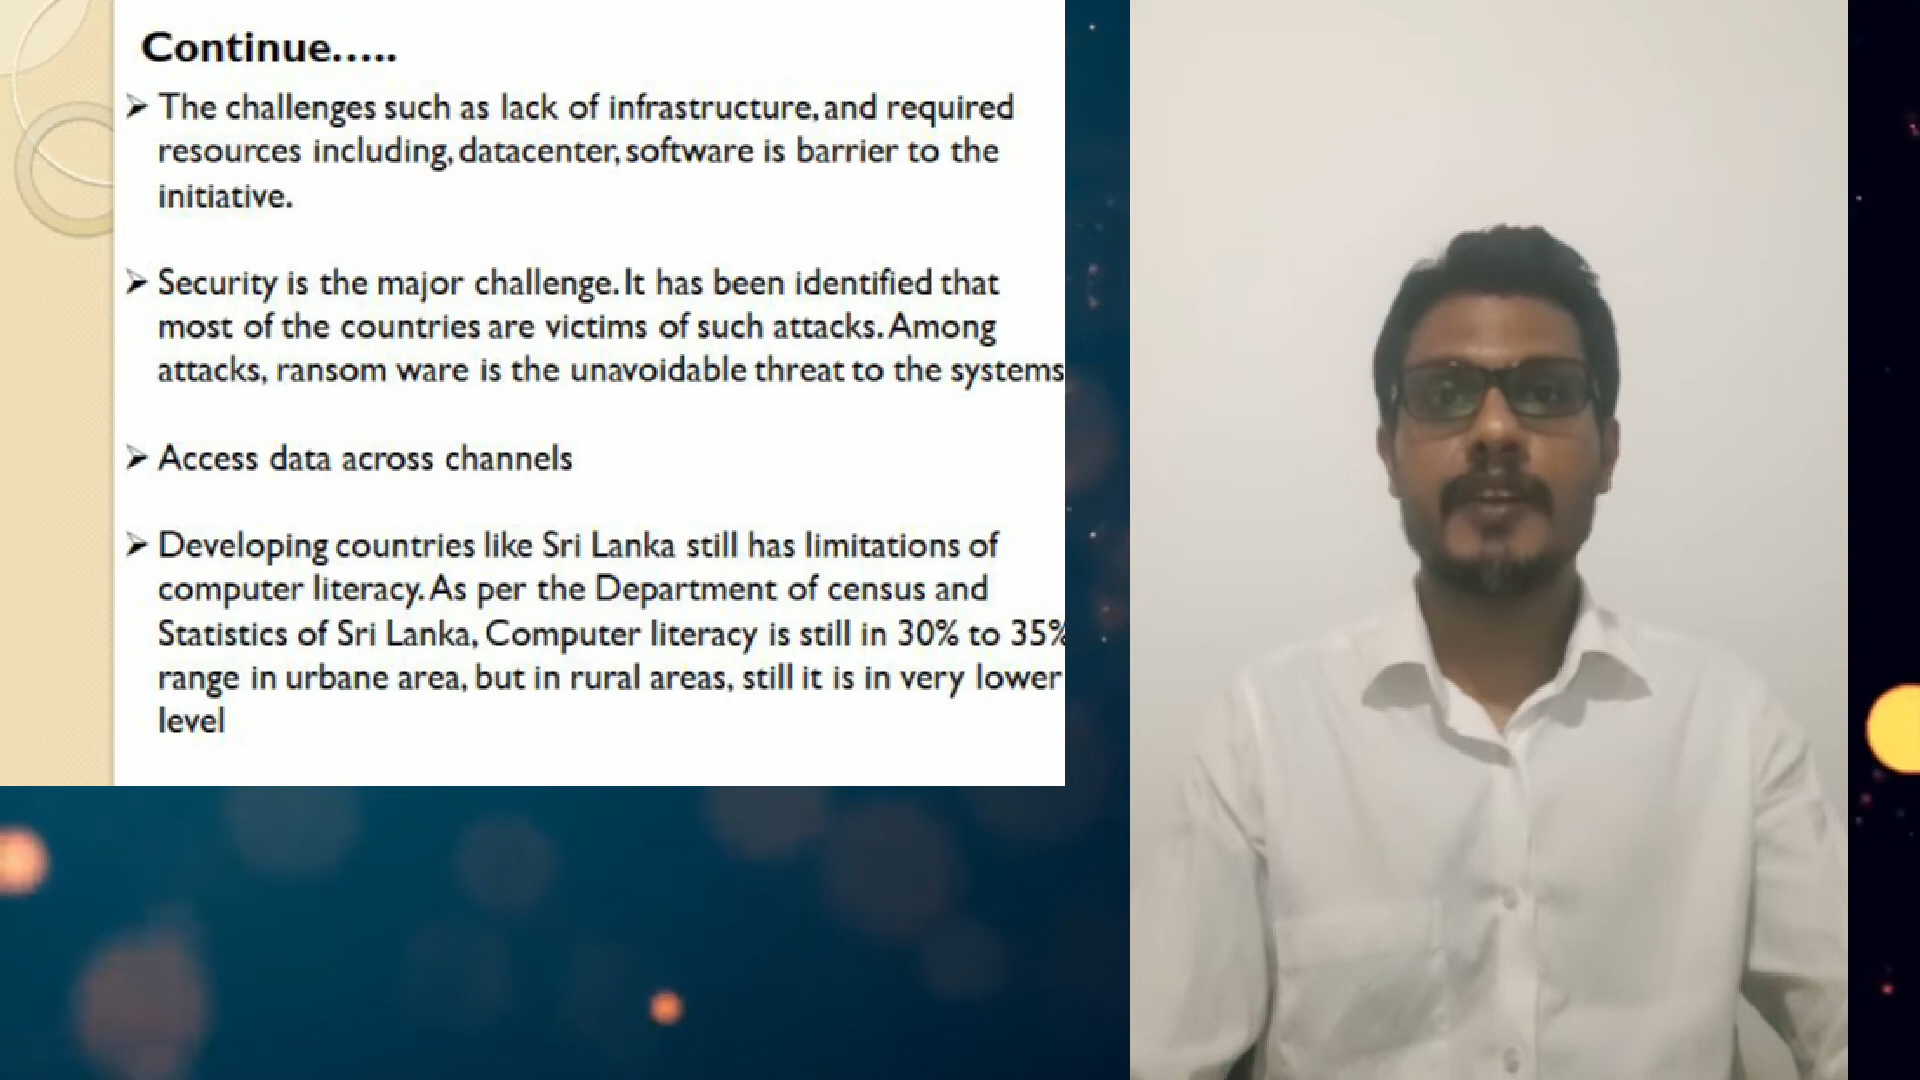 Continue.....
➢ The challenges such as lack of infrastructure, and required
resources including, datacenter, software is barrier to the
initiative.
➢ Security is the major challenge. It has been identified that
most of the countries are victims of such attacks. Among
attacks, ransom ware is the unavoidable threat to the systems
➢ Access data across channels
➢ Developing countries like Sri Lanka still has limitations of
computer literacy. As per the Department of census and
Statistics of Sri Lanka, Computer literacy is still in 30% to 35%
range in urbane area, but in rural areas, still it is in very lower
level